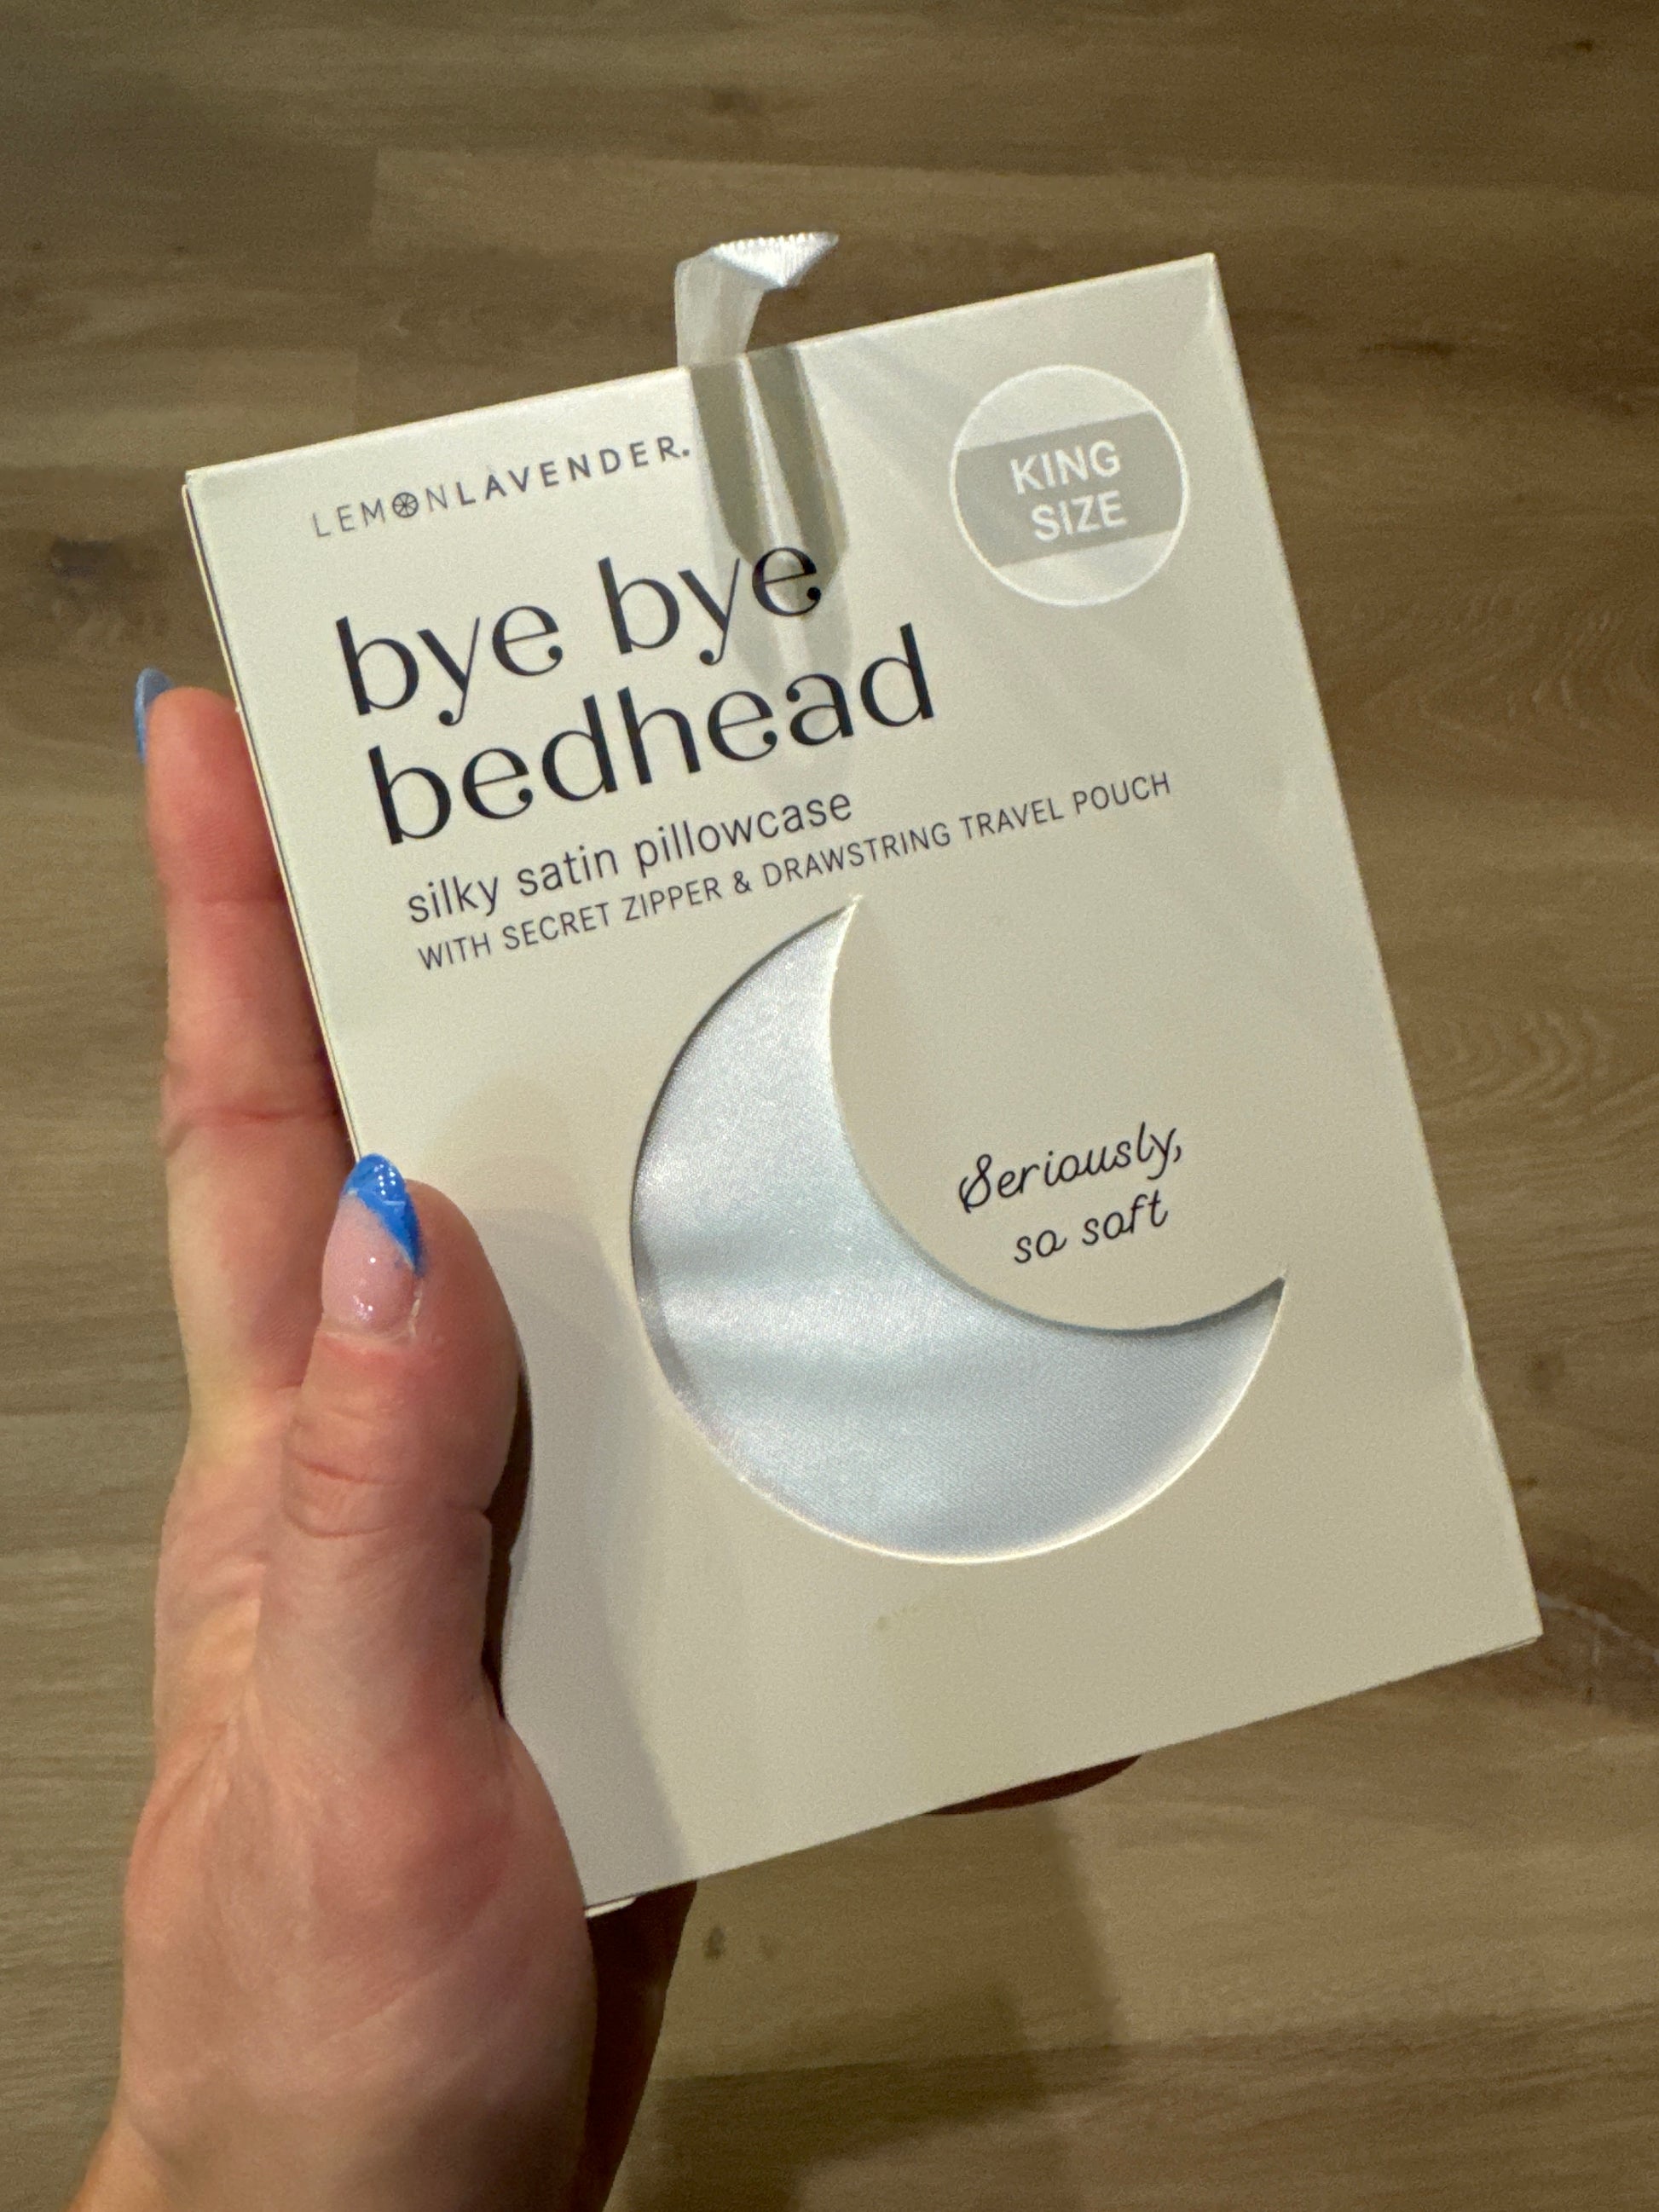 LEMONLAVENDER.
KING
SIZE
bye bye
bedhead
silky satin pillowcase
WITH SECRET ZIPPER & DRAWSTRING TRAVEL POUCH
Seriously,
so soft